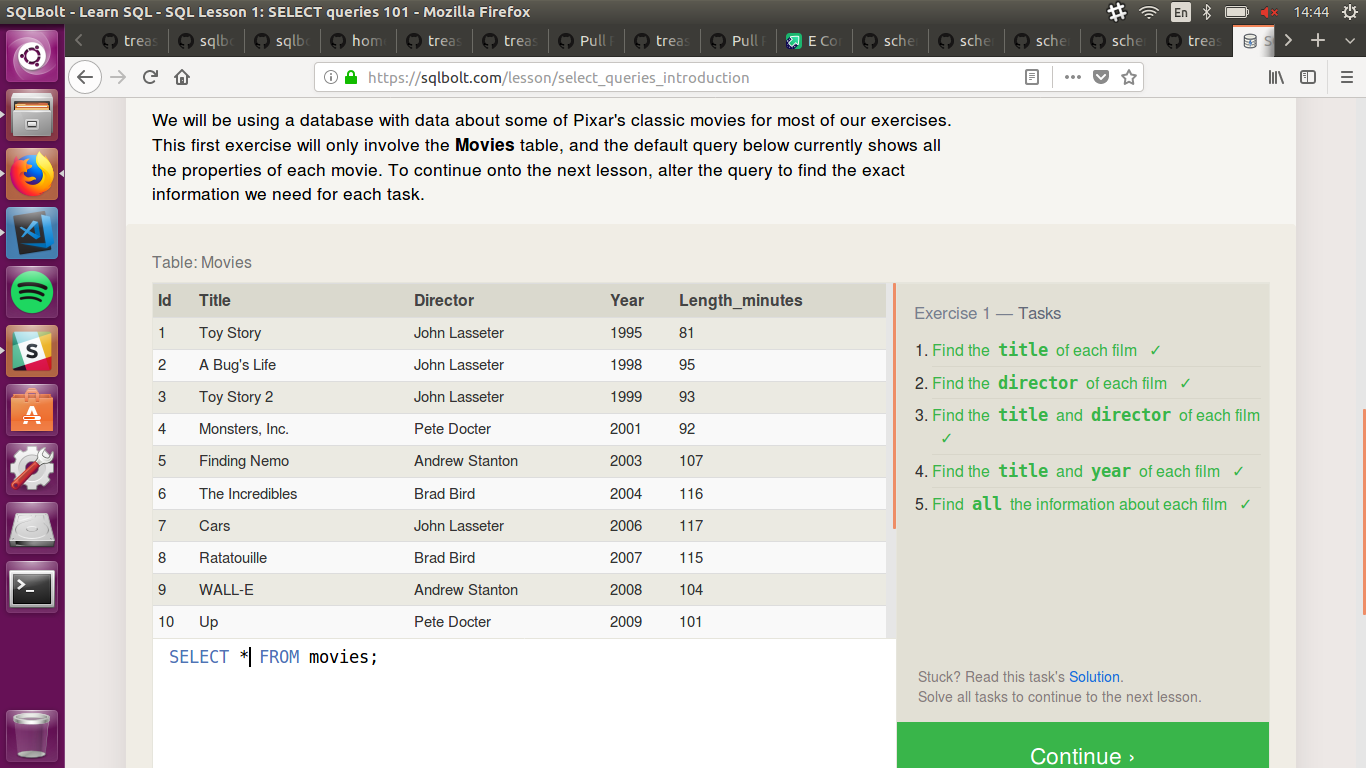 SQLBolt - Learn SQL - SQL Lesson 1: SELECT queries 101 - Mozilla Firefox En 14:44
treas sqlb sqlb hom treas treas Pull treas Pull E Co sche sche sche sche treas S
https://sqlbolt.com/lesson/select_queries_introduction
We will be using a database with data about some of Pixar's classic movies for most of our exercises.
This first exercise will only involve the Movies table, and the default query below currently shows all
the properties of each movie. To continue onto the next lesson, alter the query to find the exact
information we need for each task.
Table: Movies
Id Title Director Year Length_minutes
1 Toy Story John Lasseter 1995 81
2 A Bug's Life John Lasseter 1998 95
3 Toy Story 2 John Lasseter 1999 93
4 Monsters, Inc. Pete Docter 2001 92
5 Finding Nemo Andrew Stanton 2003 107
6 The Incredibles Brad Bird 2004 116
7 Cars John Lasseter 2006 117
8 Ratatouille Brad Bird 2007 115
9 WALL-E Andrew Stanton 2008 104
10 Up Pete Docter 2009 101
SELECT * FROM movies;
Exercise 1 — Tasks
1. Find the title of each film ✓
2. Find the director of each film ✓
3. Find the title and director of each film
✓
4. Find the title and year of each film ✓
5. Find all the information about each film ✓
Stuck? Read this task's Solution.
Solve all tasks to continue to the next lesson.
Continue ›